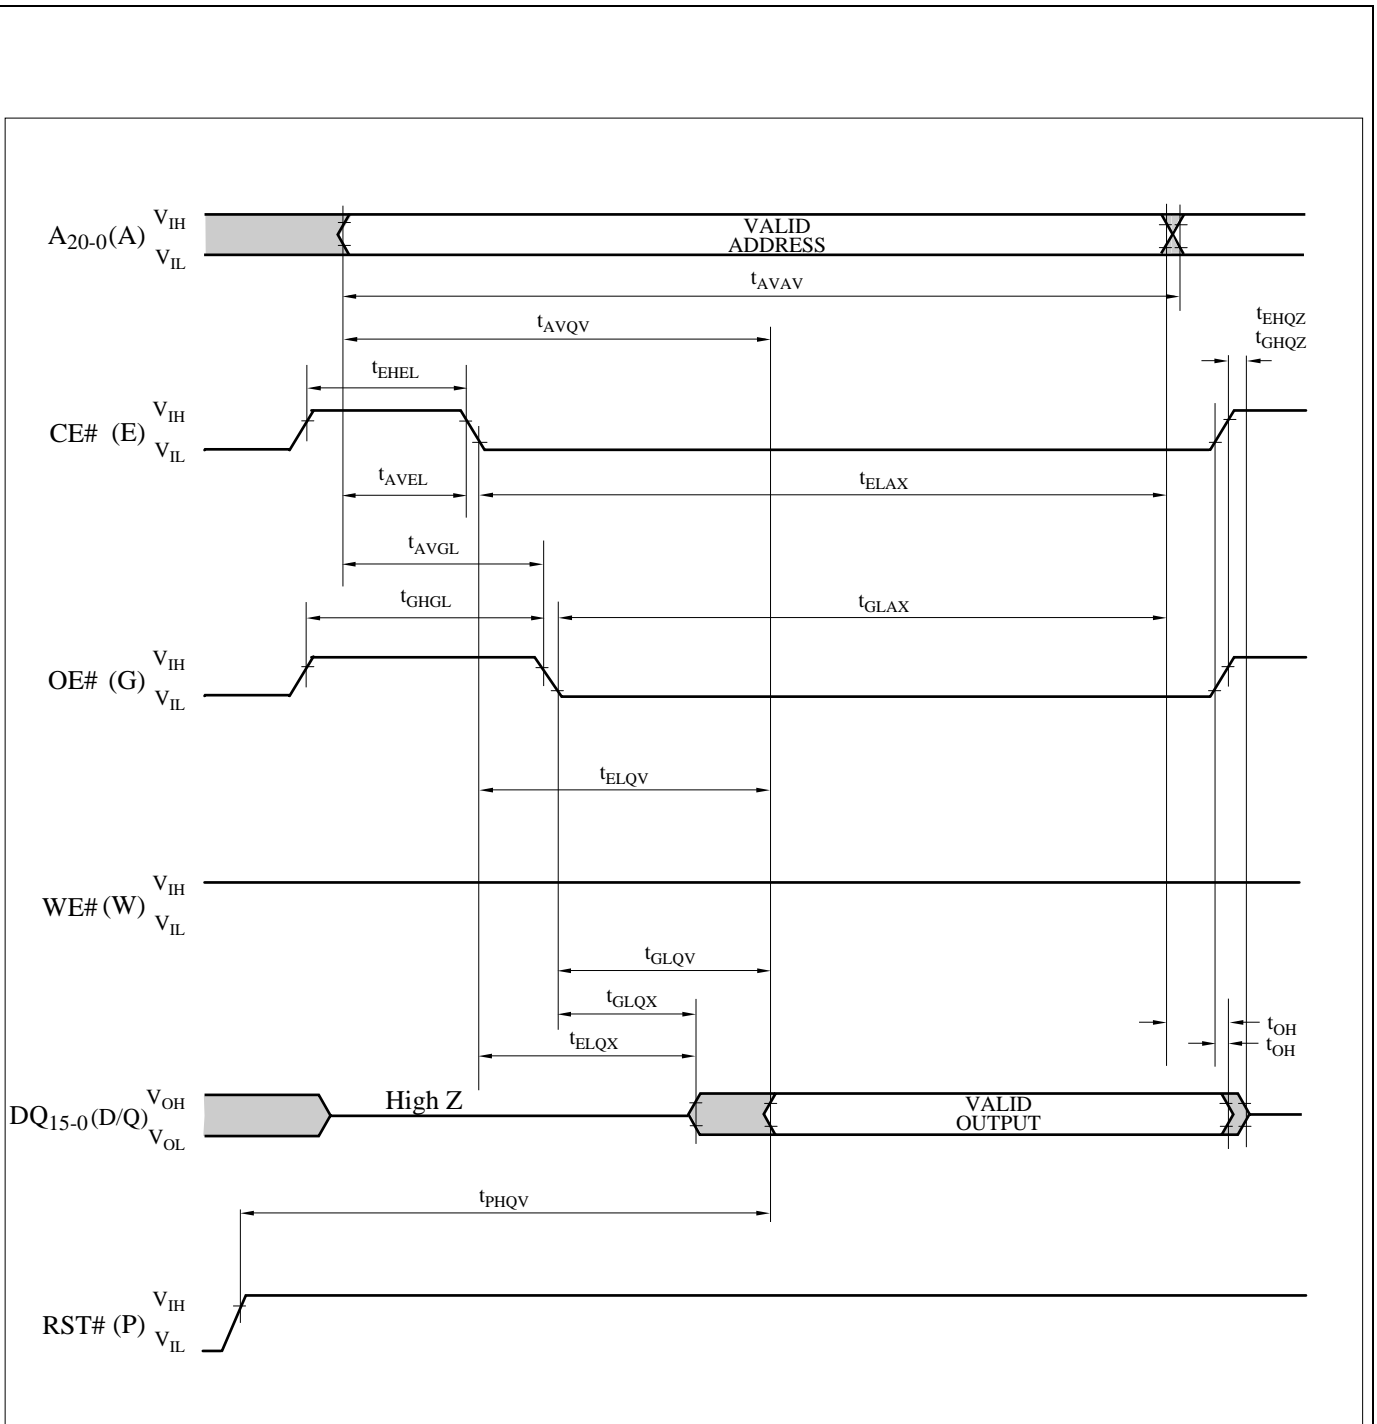 VIH
A20-0(A)
VIL
VALID
ADDRESS
tAVAV
tAVQV
tEHQZ
tGHQZ
tEHEL
VIH
CE# (E)
VIL
tAVEL
tELAX
tAVGL
tGHGL
tGLAX
VIH
OE# (G)
VIL
tELQV
VIH
WE# (W)
VIL
tGLQV
tGLQX
tOH
tELQX
tOH
VOH
DQ15-0(D/Q)
VOL
High Z
VALID
OUTPUT
tPHQV
VIH
RST# (P)
VIL